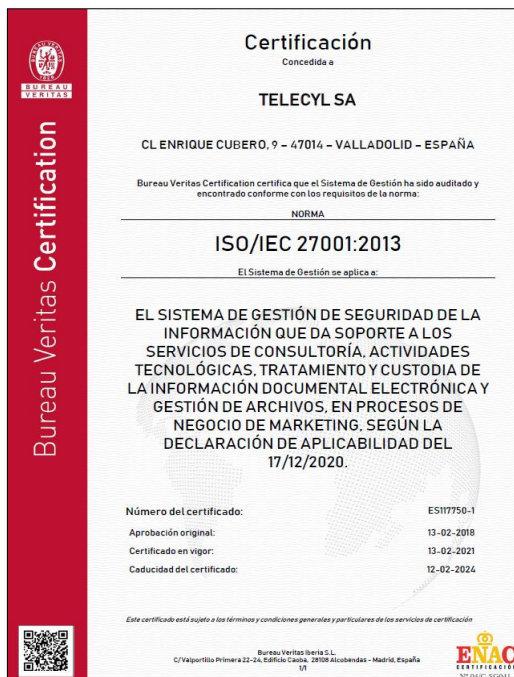 Certificación
Concedida a
TELECYL SA
CL ENRIQUE CUBERO, 9 – 47014 – VALLADOLID – ESPAÑA
Bureau Veritas Certification certifica que el Sistema de Gestión ha sido auditado y
encontrado conforme con los requisitos de la norma:
NORMA
ISO/IEC 27001:2013
El Sistema de Gestión se aplica a:
EL SISTEMA DE GESTIÓN DE SEGURIDAD DE LA
INFORMACIÓN QUE DA SOPORTE A LOS
SERVICIOS DE CONSULTORÍA, ACTIVIDADES
TECNOLÓGICAS, TRATAMIENTO Y CUSTODIA DE
LA INFORMACIÓN DOCUMENTAL ELECTRÓNICA Y
GESTIÓN DE ARCHIVOS, EN PROCESOS DE
NEGOCIO DE MARKETING, SEGÚN LA
DECLARACIÓN DE APLICABILIDAD DEL
17/12/2020.
Número del certificado: ES117750-1
Aprobación original: 13-02-2018
Certificado en vigor: 13-02-2021
Caducidad del certificado: 12-02-2024
Este certificado está sujeto a los términos y condiciones generales y particulares de los servicios de certificación
Bureau Veritas Iberia S.L.
C/ Valportillo Primera 22-24, Edificio Caoba, 28108 Alcobendas - Madrid, España
1/1
BUREAU
VERITAS
Bureau Veritas Certification
ENAC
CERTIFICACIÓN